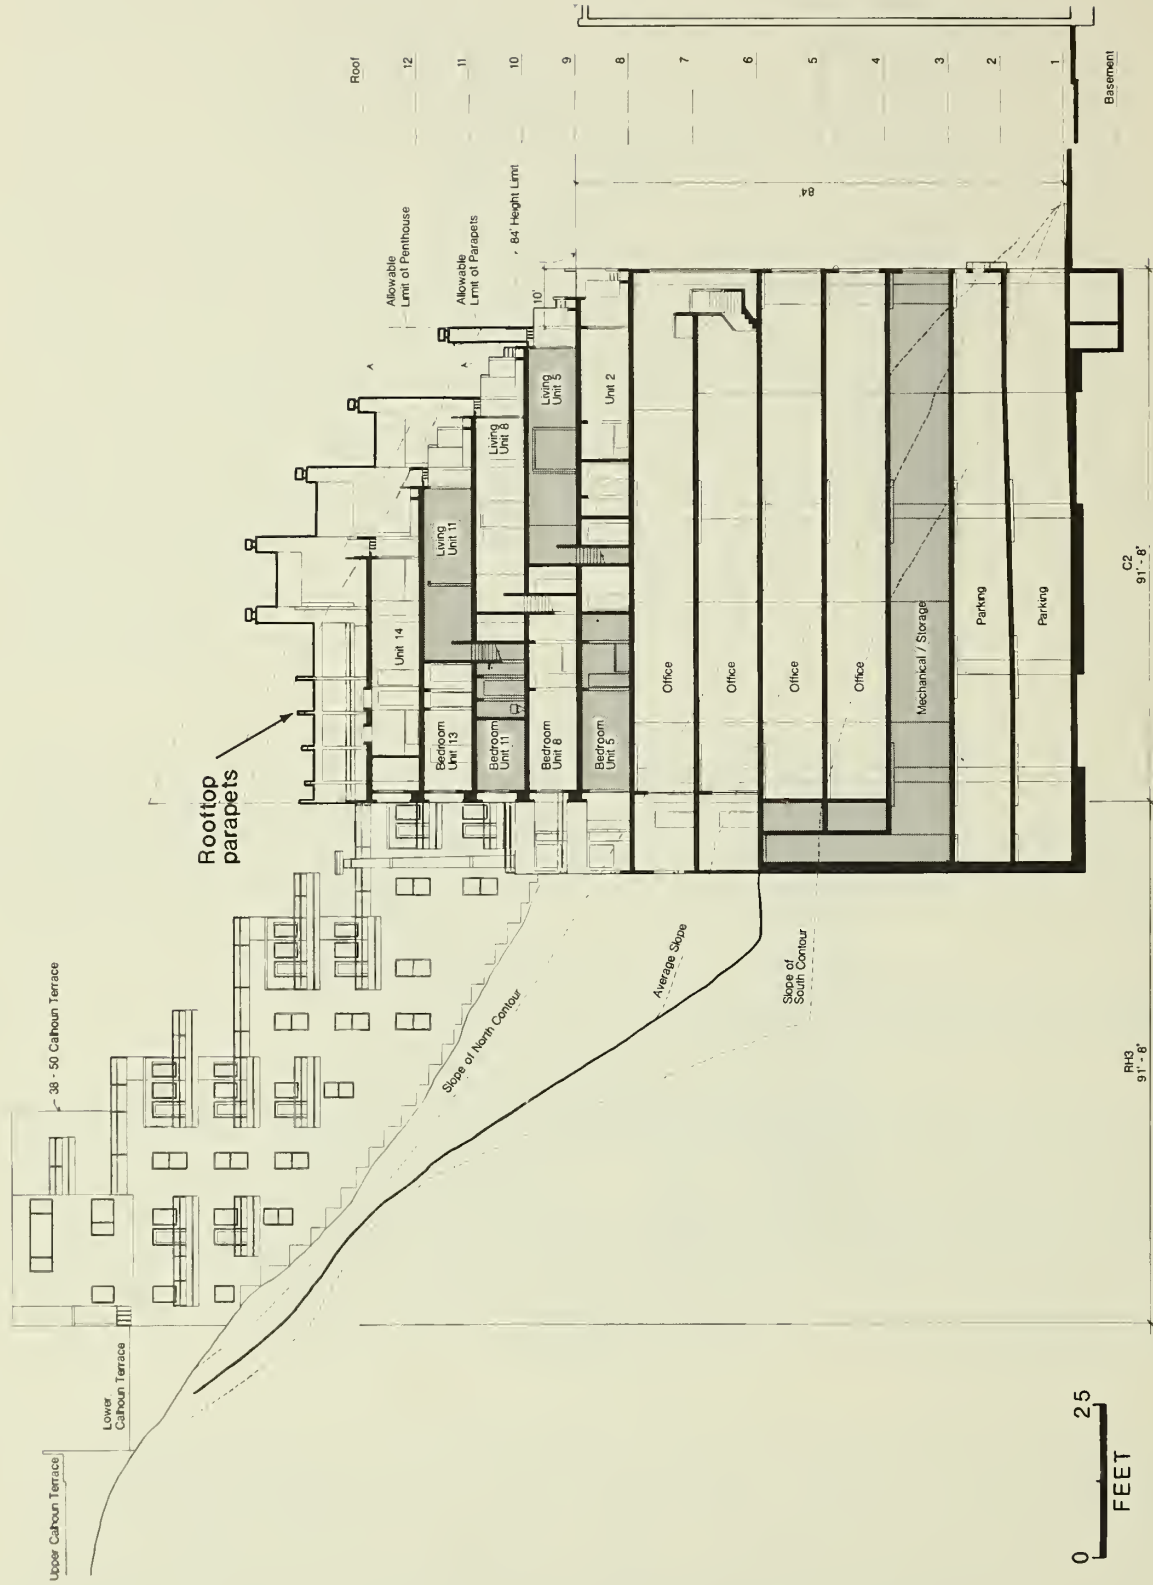 Upper Calhoun Terrace
Lower
Calhoun Terrace
38 - 50 Calhoun Terrace
Rooftop
parapets
Allowable
Limit of Penthouse
Allowable
Limit of Parapets
84' Height Limit
10'
84'
A
A
Roof
12
11
10
9
8
7
6
5
4
3
2
1
Basement
Unit 14
Living
Unit 11
Living
Unit 8
Living
Unit 5
Unit 2
Bedroom
Unit 13
Bedroom
Unit 11
Bedroom
Unit 8
Bedroom
Unit 5
Office
Office
Office
Office
Mechanical / Storage
Parking
Parking
Slope of North Contour
Average Slope
Slope of
South Contour
RH3
91' - 8"
C2
91' - 8"
0
25
FEET